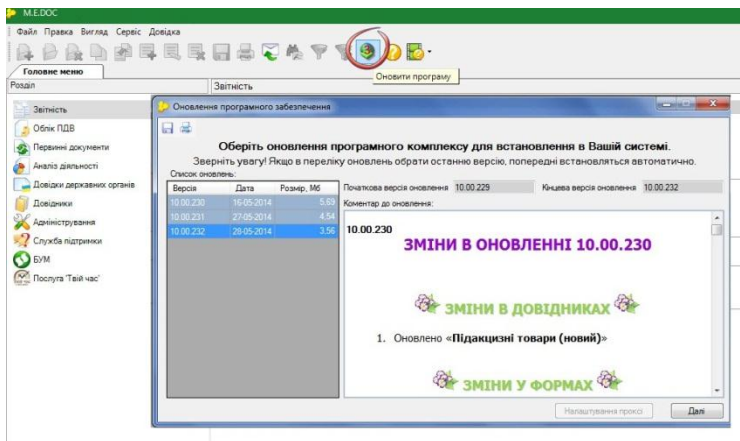 M.E.DOC
Файл Правка Вигляд Сервіс Довідка
Оновити програму
Головне меню
Розділ
Звітність
Звітність
Облік ПДВ
Первинні документи
Аналіз діяльності
Довідки державних органів
Довідники
Адміністрування
Служба підтримки
БУМ
Послуга 'Твій час'
Оновлення програмного забезпечення
Оберіть оновлення програмного комплексу для встановлення в Вашій системі.
Зверніть увагу! Якщо в переліку оновлень обрати останню версію, попередні встановляться автоматично.
Список оновлень:
Версія Дата Розмір, Мб
10.00.230 16-05-2014 5,69
10.00.231 27-05-2014 4,54
10.00.232 28-05-2014 3,56
Початкова версія оновлення 10.00.229 Кінцева версія оновлення 10.00.232
Коментар до оновлення:
10.00.230
ЗМІНИ В ОНОВЛЕННІ 10.00.230
ЗМІНИ В ДОВІДНИКАХ
1. Оновлено «Підакцизні товари (новий)»
ЗМІНИ У ФОРМАХ
Налаштування проксі Далі